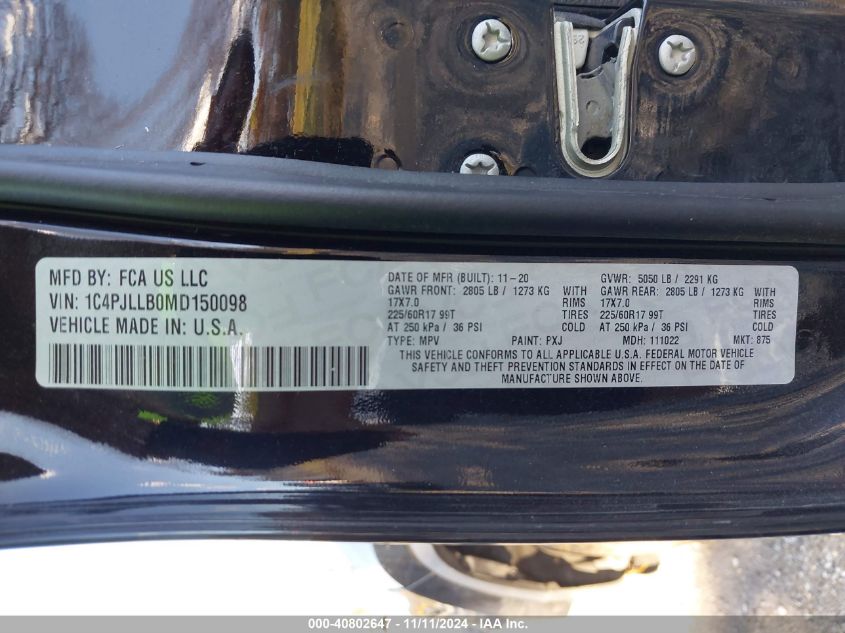 MFD BY: FCA US LLC
VIN: 1C4PJLLB0MD150098
VEHICLE MADE IN: U.S.A.
DATE OF MFR (BUILT): 11-20 GVWR: 5050 LB / 2291 KG
GAWR FRONT: 2805 LB / 1273 KG WITH GAWR REAR: 2805 LB / 1273 KG WITH
17X7.0 RIMS 17X7.0 RIMS
225/60R17 99T TIRES 225/60R17 99T TIRES
AT 250 kPa / 36 PSI COLD AT 250 kPa / 36 PSI COLD
TYPE: MPV PAINT: PXJ MDH: 111022 MKT: 875
THIS VEHICLE CONFORMS TO ALL APPLICABLE U.S.A. FEDERAL MOTOR VEHICLE
SAFETY AND THEFT PREVENTION STANDARDS IN EFFECT ON THE DATE OF
MANUFACTURE SHOWN ABOVE.
000-40802647 - 11/11/2024 - IAA Inc.